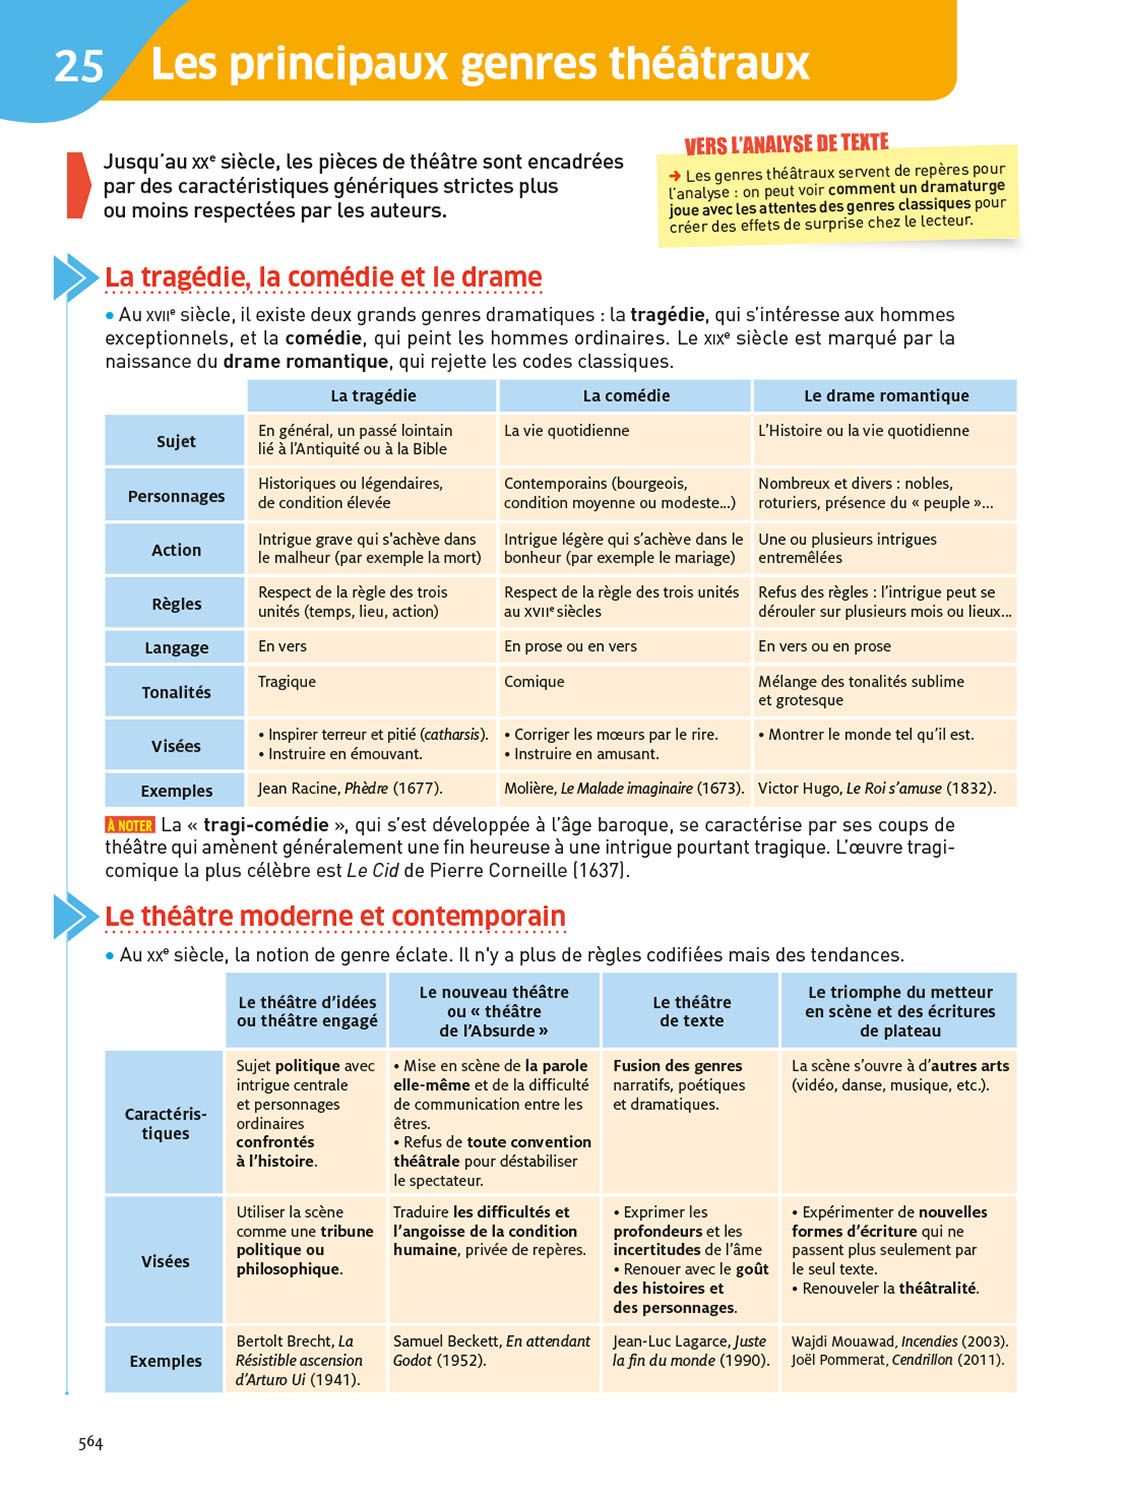 25
Les principaux genres théâtraux
Jusqu'au XXe siècle, les pièces de théâtre sont encadrées
par des caractéristiques génériques strictes plus
ou moins respectées par les auteurs.
VERS L'ANALYSE DE TEXTE
➔ Les genres théâtraux servent de repères pour
l'analyse : on peut voir comment un dramaturge
joue avec les attentes des genres classiques pour
créer des effets de surprise chez le lecteur.
La tragédie, la comédie et le drame
• Au XVIIe siècle, il existe deux grands genres dramatiques : la tragédie, qui s'intéresse aux hommes
exceptionnels, et la comédie, qui peint les hommes ordinaires. Le XIXe siècle est marqué par la
naissance du drame romantique, qui rejette les codes classiques.
La tragédie
La comédie
Le drame romantique
Sujet
En général, un passé lointain
lié à l'Antiquité ou à la Bible
La vie quotidienne
L'Histoire ou la vie quotidienne
Personnages
Historiques ou légendaires,
de condition élevée
Contemporains (bourgeois,
condition moyenne ou modeste...)
Nombreux et divers : nobles,
roturiers, présence du « peuple »...
Action
Intrigue grave qui s'achève dans
le malheur (par exemple la mort)
Intrigue légère qui s'achève dans le
bonheur (par exemple le mariage)
Une ou plusieurs intrigues
entremêlées
Règles
Respect de la règle des trois
unités (temps, lieu, action)
Respect de la règle des trois unités
au XVIIe siècles
Refus des règles : l'intrigue peut se
dérouler sur plusieurs mois ou lieux...
Langage
En vers
En prose ou en vers
En vers ou en prose
Tonalités
Tragique
Comique
Mélange des tonalités sublime
et grotesque
Visées
• Inspirer terreur et pitié (catharsis).
• Instruire en émouvant.
• Corriger les mœurs par le rire.
• Instruire en amusant.
• Montrer le monde tel qu'il est.
Exemples
Jean Racine, Phèdre (1677).
Molière, Le Malade imaginaire (1673).
Victor Hugo, Le Roi s'amuse (1832).
À NOTER La « tragi-comédie », qui s'est développée à l'âge baroque, se caractérise par ses coups de
théâtre qui amènent généralement une fin heureuse à une intrigue pourtant tragique. L'œuvre tragi-
comique la plus célèbre est Le Cid de Pierre Corneille (1637).
Le théâtre moderne et contemporain
• Au XXe siècle, la notion de genre éclate. Il n'y a plus de règles codifiées mais des tendances.
Le théâtre d'idées
ou théâtre engagé
Le nouveau théâtre
ou « théâtre
de l'Absurde »
Le théâtre
de texte
Le triomphe du metteur
en scène et des écritures
de plateau
Caractéris-
tiques
Sujet politique avec
intrigue centrale
et personnages
ordinaires
confrontés
à l'histoire.
• Mise en scène de la parole
elle-même et de la difficulté
de communication entre les
êtres.
• Refus de toute convention
théâtrale pour déstabiliser
le spectateur.
Fusion des genres
narratifs, poétiques
et dramatiques.
La scène s'ouvre à d'autres arts
(vidéo, danse, musique, etc.).
Visées
Utiliser la scène
comme une tribune
politique ou
philosophique.
Traduire les difficultés et
l'angoisse de la condition
humaine, privée de repères.
• Exprimer les
profondeurs et les
incertitudes de l'âme
• Renouer avec le goût
des histoires et
des personnages.
• Expérimenter de nouvelles
formes d'écriture qui ne
passent plus seulement par
le seul texte.
• Renouveler la théâtralité.
Exemples
Bertolt Brecht, La
Résistible ascension
d'Arturo Ui (1941).
Samuel Beckett, En attendant
Godot (1952).
Jean-Luc Lagarce, Juste
la fin du monde (1990).
Wajdi Mouawad, Incendies (2003).
Joël Pommerat, Cendrillon (2011).
564